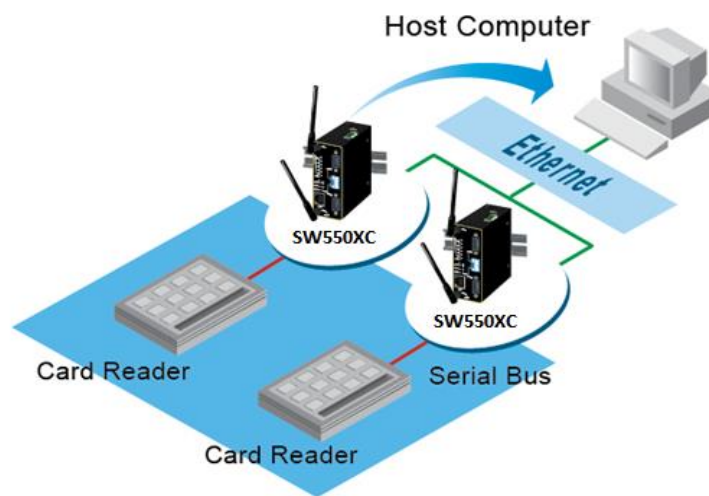 Host Computer
Ethernet
SW550XC
SW550XC
Card Reader
Serial Bus
Card Reader